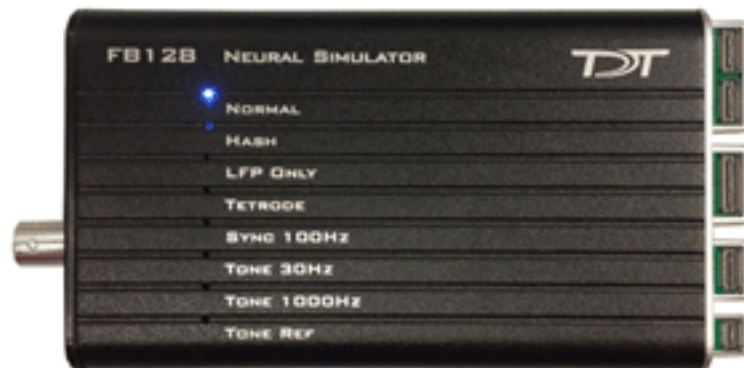 FB128 NEURAL SIMULATOR TDT
NORMAL
HASH
LFP ONLY
TETRODE
SYNC 100HZ
TONE 30HZ
TONE 1000HZ
TONE REF